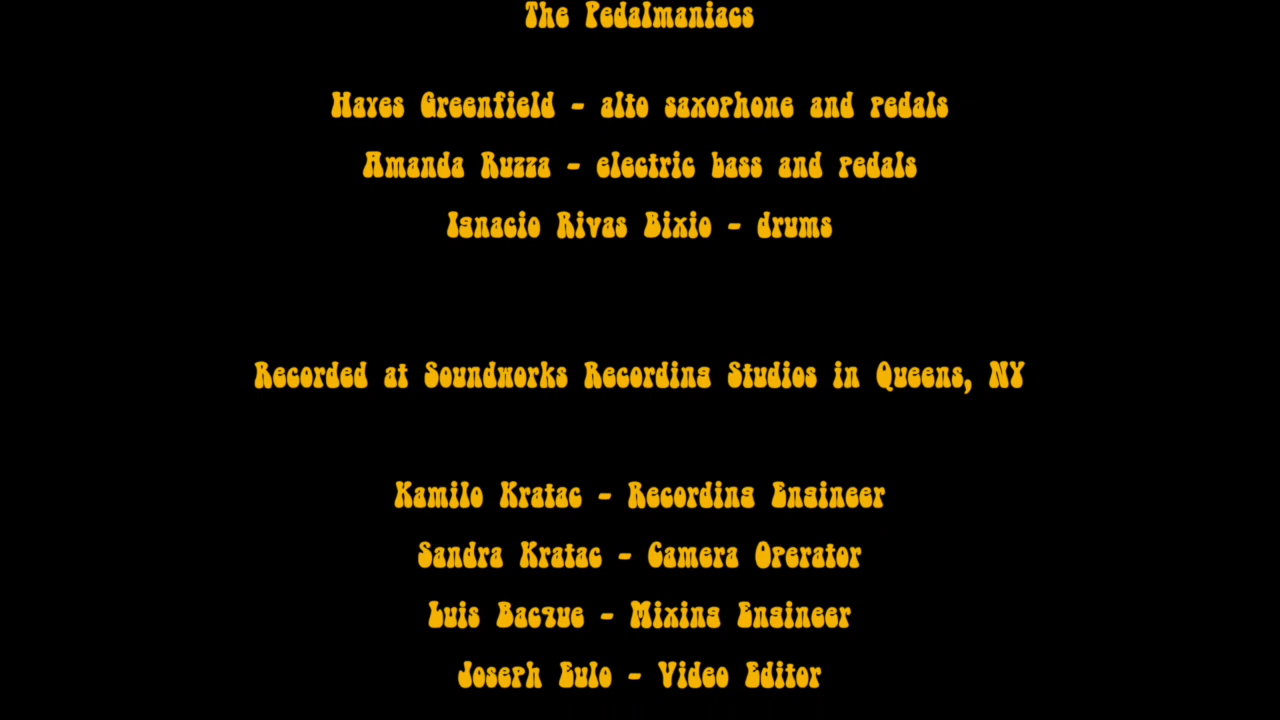 The Pedalmaniacs
Hayes Greenfield - alto saxophone and pedals
Amanda Ruzza - electric bass and pedals
Ignacio Rivas Bixio - drums
Recorded at Soundworks Recording Studios in Queens, NY
Kamilo Kratac - Recording Engineer
Sandra Kratac - Camera Operator
Luis Bacque - Mixing Engineer
Joseph Eulo - Video Editor